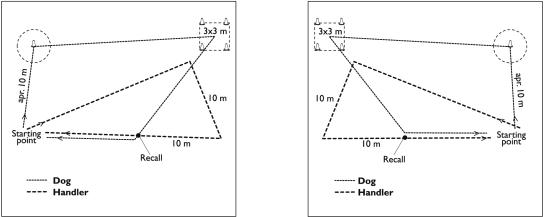 3x3 m
apr. 10 m
10 m
Starting
point
10 m
Recall
Dog
Handler
3x3 m
apr. 10 m
10 m
Starting
point
10 m
Recall
Dog
Handler